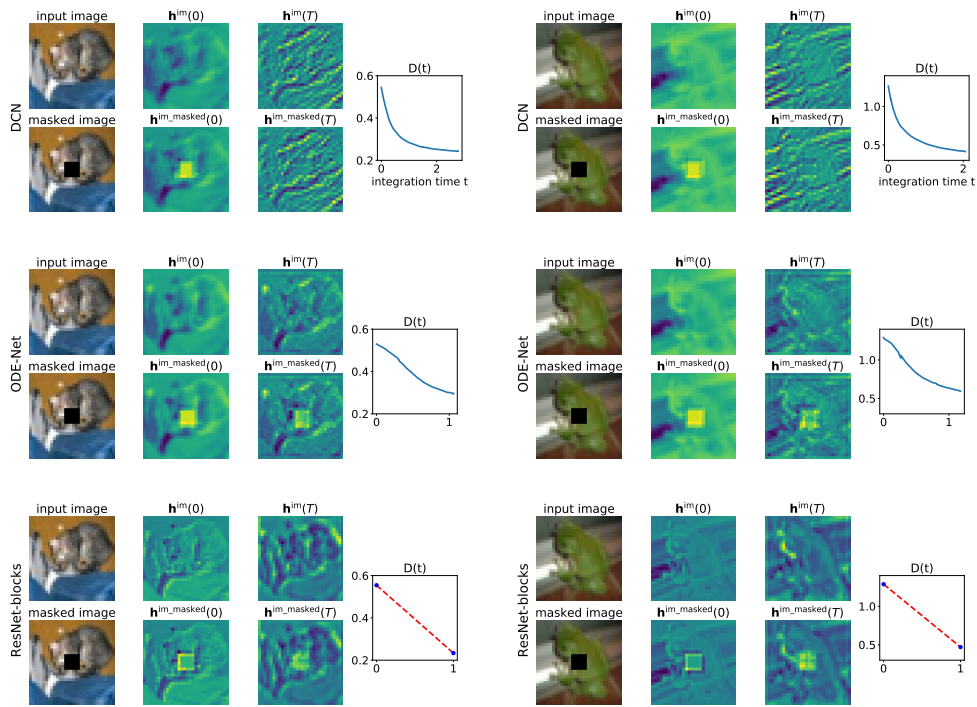 input image h^im(0) h^im(T)
DCN
D(t)
0.6
0.4
0.2
0 2
integration time t
masked image h^im_masked(0) h^im_masked(T)
input image h^im(0) h^im(T)
DCN
D(t)
1.0
0.5
0 2
integration time t
masked image h^im_masked(0) h^im_masked(T)
input image h^im(0) h^im(T)
ODE-Net
D(t)
0.6
0.4
0.2
0 1
masked image h^im_masked(0) h^im_masked(T)
input image h^im(0) h^im(T)
ODE-Net
D(t)
1.0
0.5
0 1
masked image h^im_masked(0) h^im_masked(T)
input image h^im(0) h^im(T)
ResNet-blocks
D(t)
0.6
0.4
0.2
0 1
masked image h^im_masked(0) h^im_masked(T)
input image h^im(0) h^im(T)
ResNet-blocks
D(t)
1.0
0.5
0 1
masked image h^im_masked(0) h^im_masked(T)